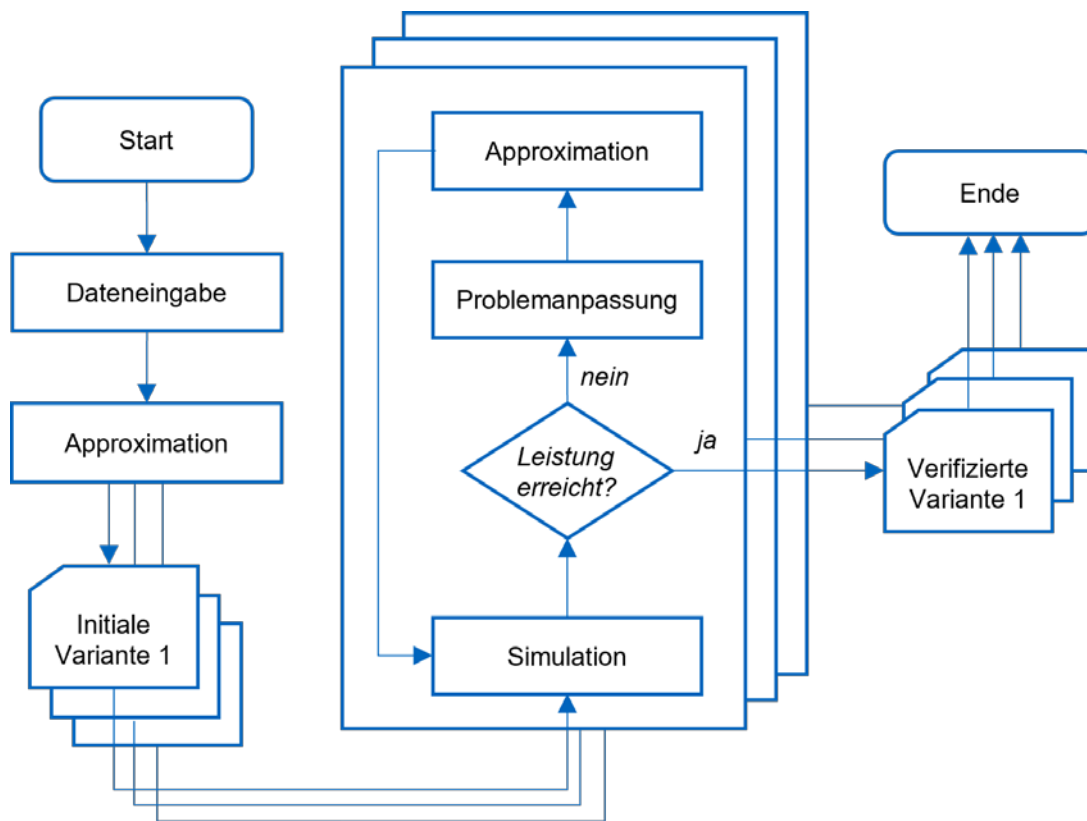 Start
Dateneingabe
Approximation
Initiale
Variante 1
Approximation
Problemanpassung
nein
Leistung
erreicht?
ja
Simulation
Ende
Verifizierte
Variante 1